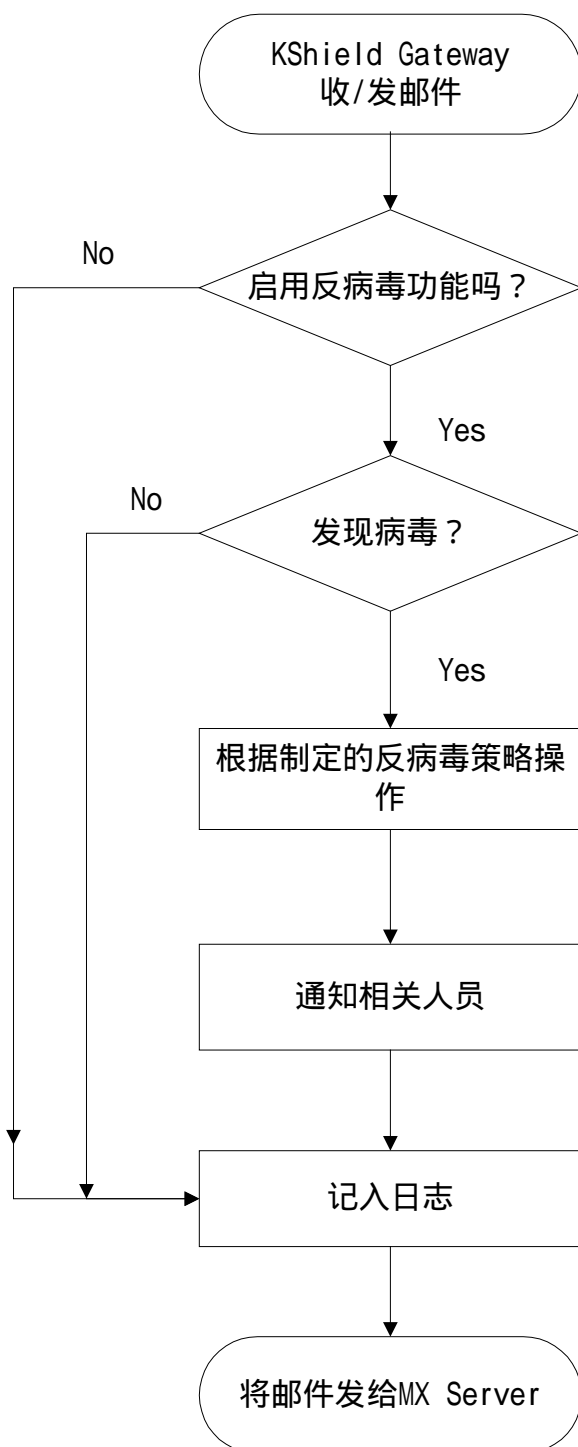 KShield Gateway
收/发邮件
No
启用反病毒功能吗？
Yes
No
发现病毒？
Yes
根据制定的反病毒策略操
作
通知相关人员
记入日志
将邮件发给MX Server